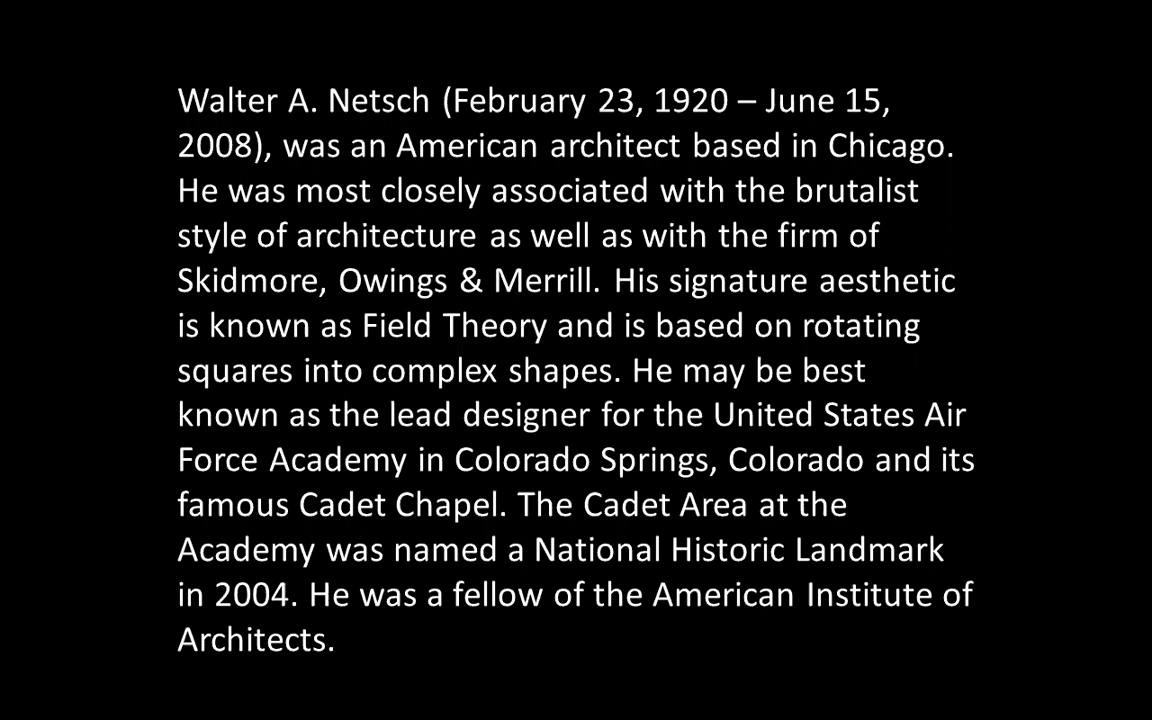 Walter A. Netsch (February 23, 1920 – June 15,
2008), was an American architect based in Chicago.
He was most closely associated with the brutalist
style of architecture as well as with the firm of
Skidmore, Owings & Merrill. His signature aesthetic
is known as Field Theory and is based on rotating
squares into complex shapes. He may be best
known as the lead designer for the United States Air
Force Academy in Colorado Springs, Colorado and its
famous Cadet Chapel. The Cadet Area at the
Academy was named a National Historic Landmark
in 2004. He was a fellow of the American Institute of
Architects.